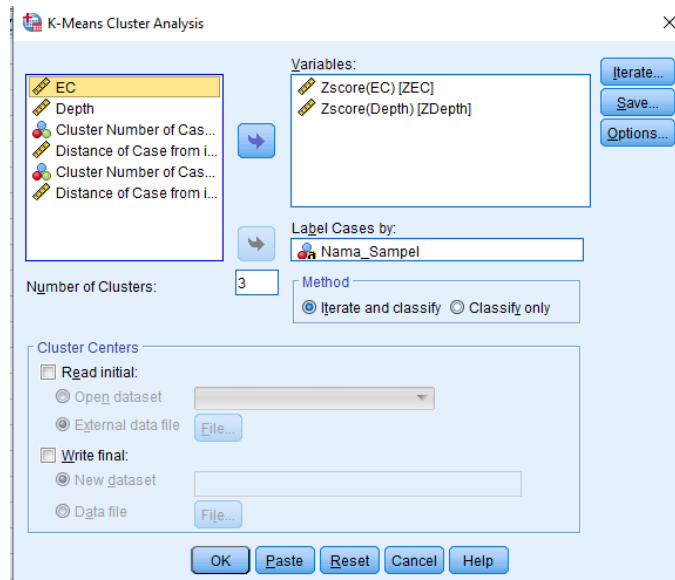 K-Means Cluster Analysis
Variables:
EC
Depth
Cluster Number of Cas...
Distance of Case from i...
Cluster Number of Cas...
Distance of Case from i...
Zscore(EC) [ZEC]
Zscore(Depth) [ZDepth]
Iterate...
Save...
Options...
Label Cases by:
Nama_Sampel
Number of Clusters:
3
Method
Iterate and classify
Classify only
Cluster Centers
Read initial:
Open dataset
External data file
File...
Write final:
New dataset
Data file
File...
OK
Paste
Reset
Cancel
Help